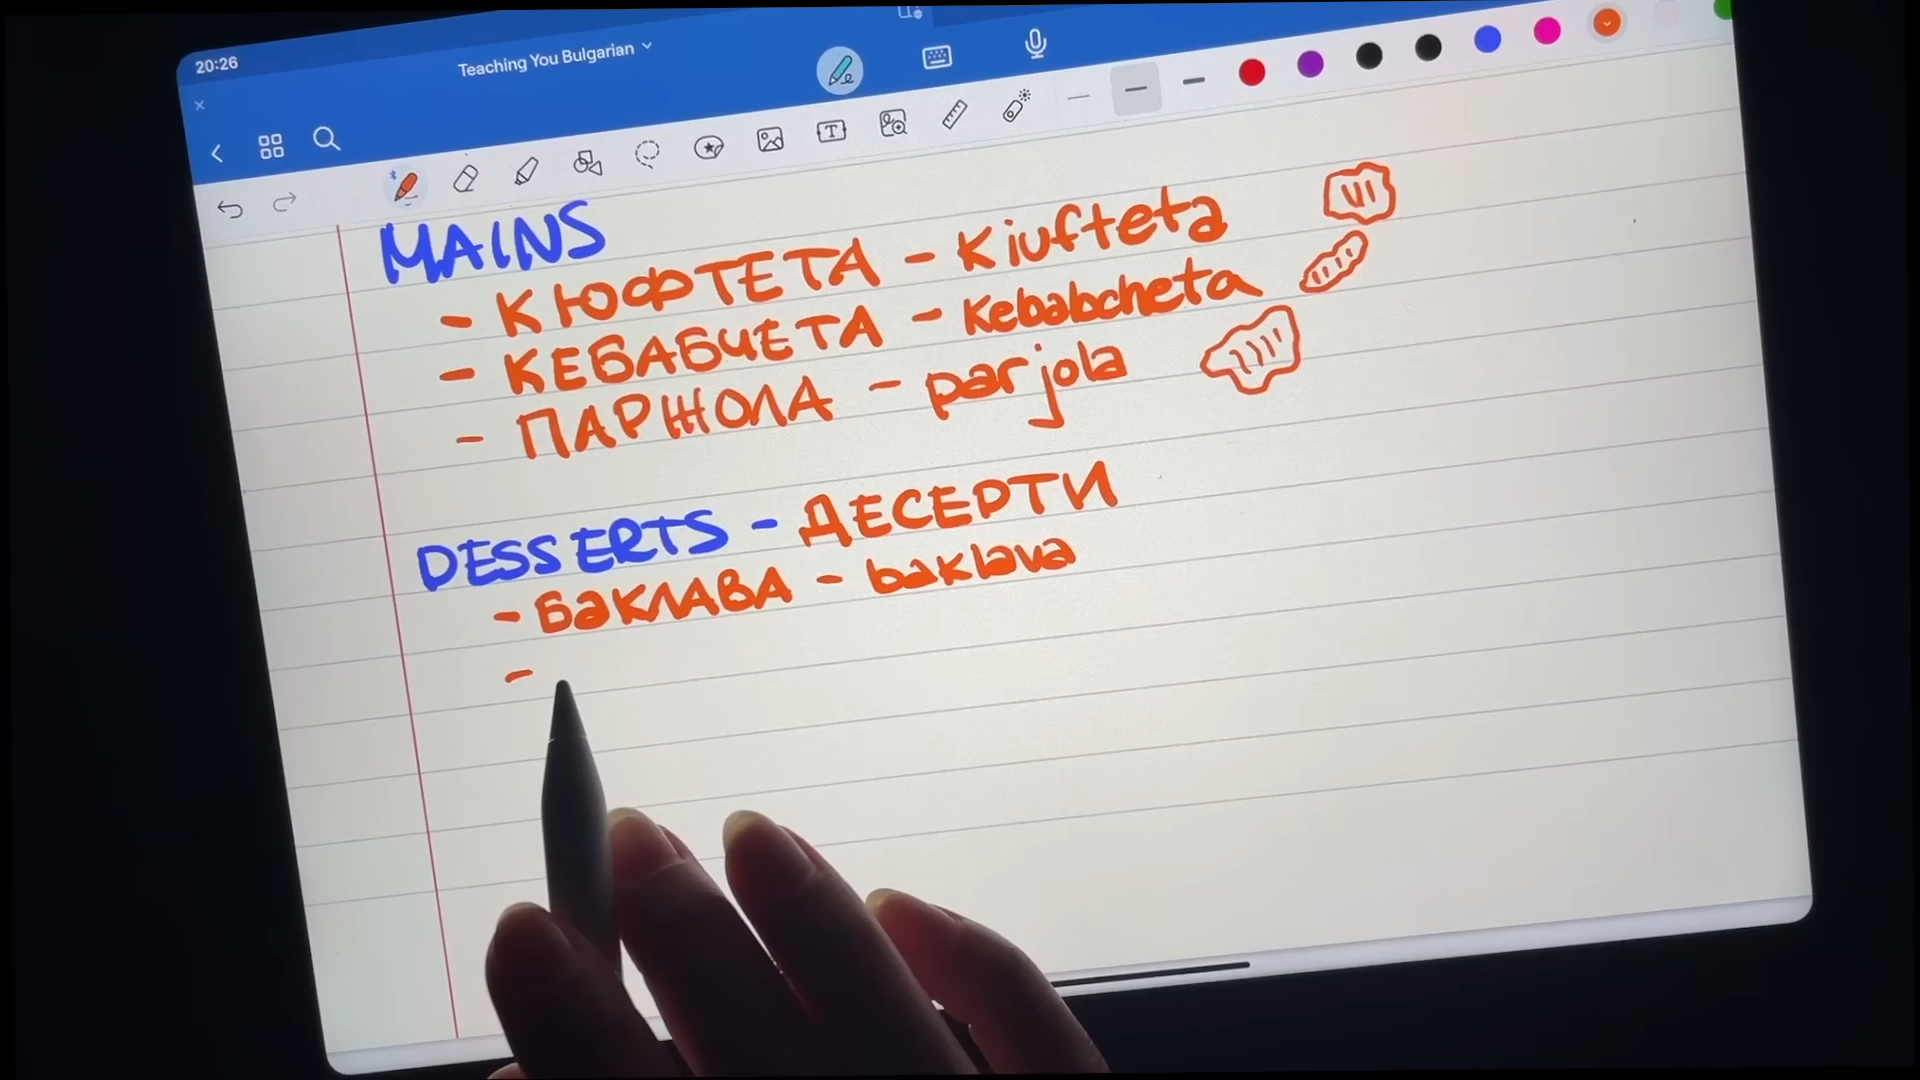 20:26
Teaching You Bulgarian
MAINS
- КЮФТЕТА - Kiufteta
- КЕБАБЧЕТА - Kebabcheta
- ПАРЖОЛА - parjola
DESSERTS - ДЕСЕРТИ
- БАКЛАВА - baklava
-